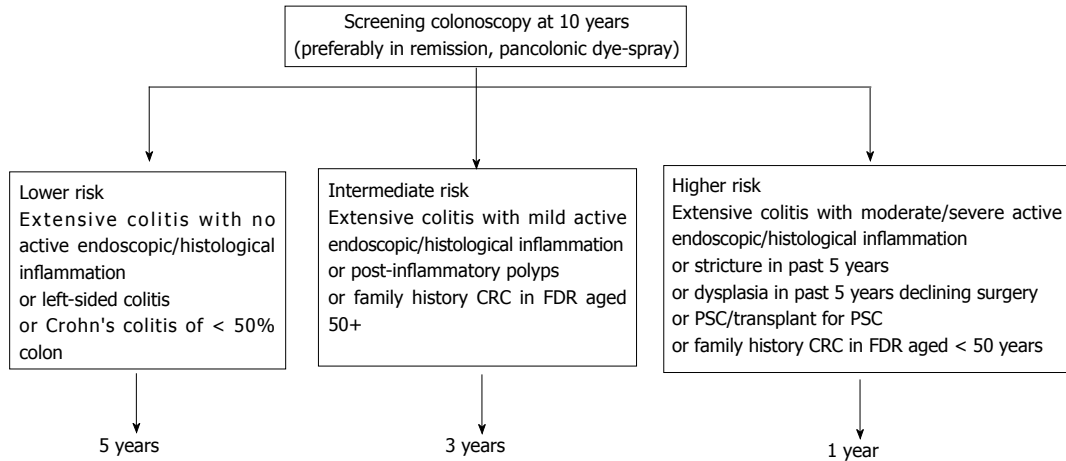 Screening colonoscopy at 10 years
(preferably in remission, pancolonic dye-spray)
Lower risk
Extensive colitis with no
active endoscopic/histological
inflammation
or left-sided colitis
or Crohn's colitis of < 50%
colon
5 years
Intermediate risk
Extensive colitis with mild active
endoscopic/histological inflammation
or post-inflammatory polyps
or family history CRC in FDR aged
50+
3 years
Higher risk
Extensive colitis with moderate/severe active
endoscopic/histological inflammation
or stricture in past 5 years
or dysplasia in past 5 years declining surgery
or PSC/transplant for PSC
or family history CRC in FDR aged < 50 years
1 year